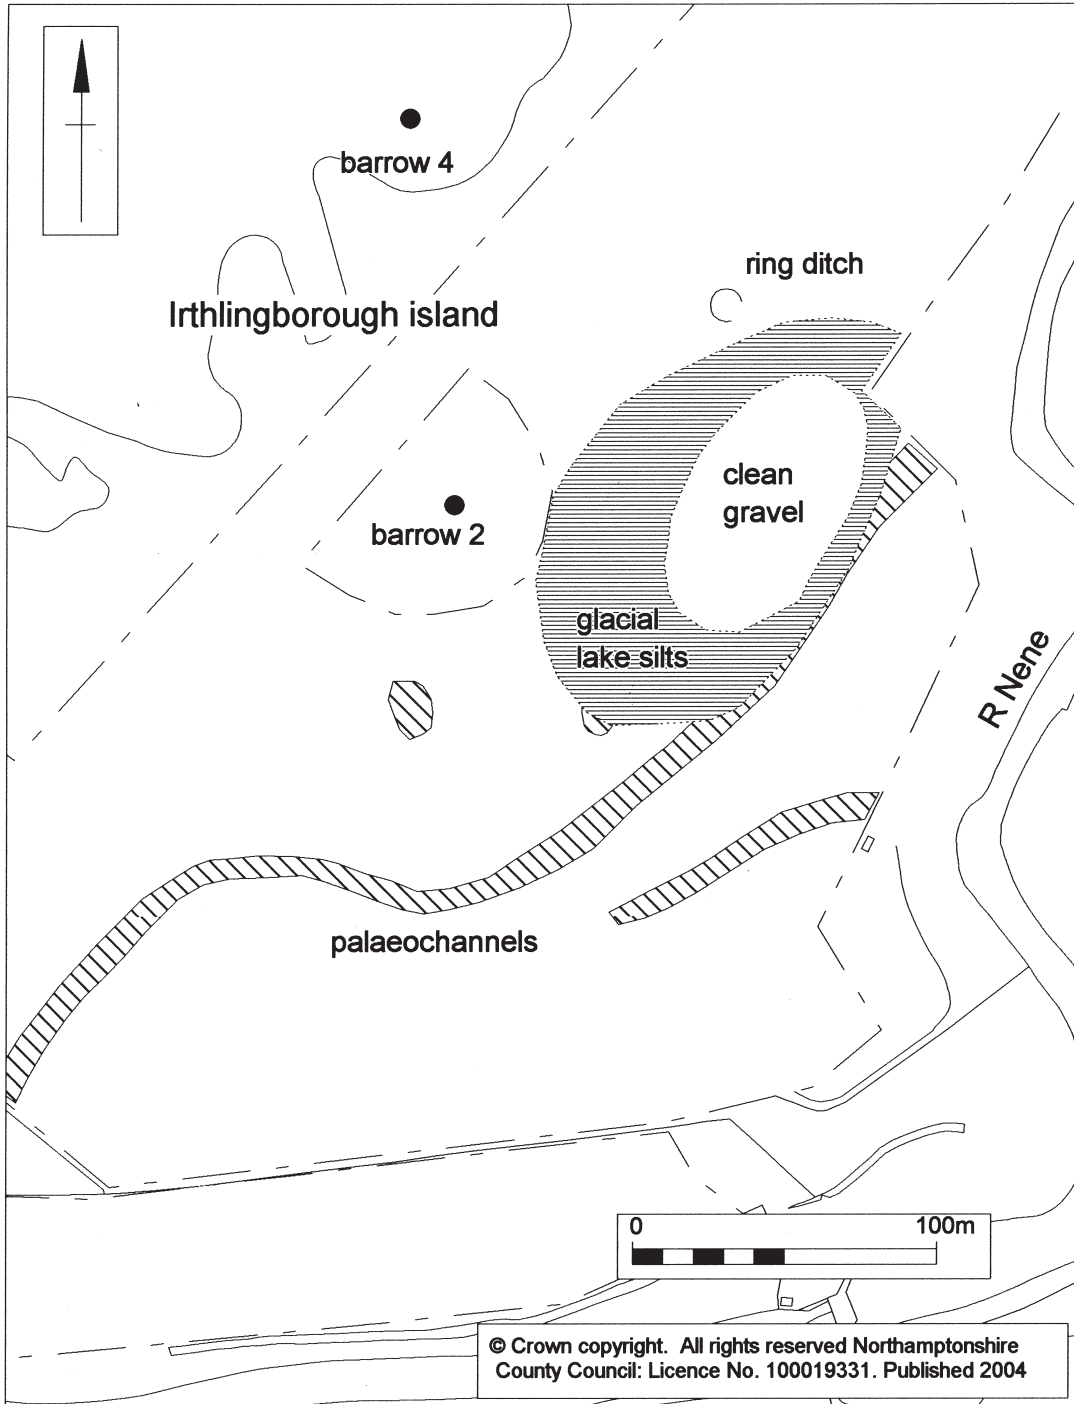 barrow 4
ring ditch
Irthlingborough island
clean
gravel
barrow 2
glacial
lake silts
R Nene
palaeochannels
0 100m
© Crown copyright. All rights reserved Northamptonshire
County Council: Licence No. 100019331. Published 2004